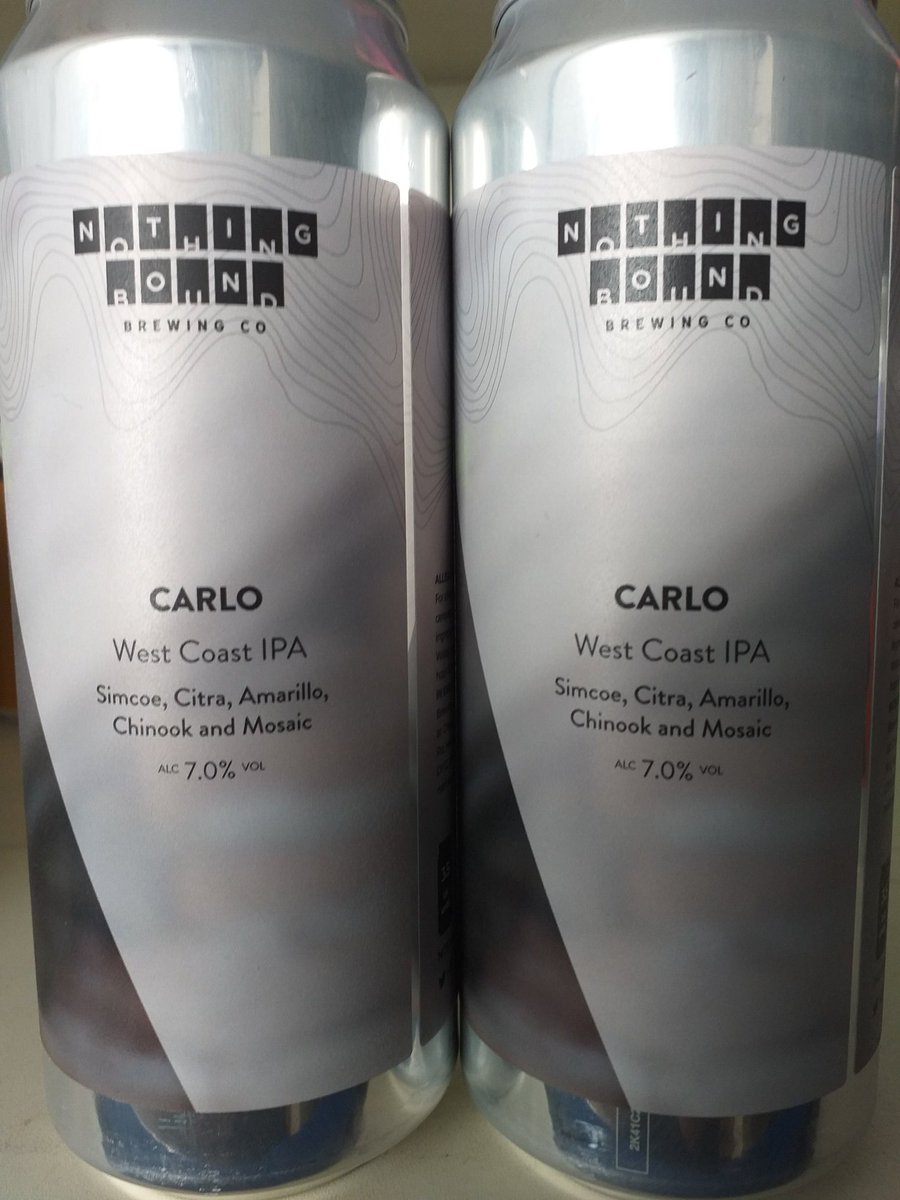 NOTHING
BOUND
BREWING CO
CARLO
West Coast IPA
Simcoe, Citra, Amarillo,
Chinook and Mosaic
ALC 7.0% VOL
NOTHING
BOUND
BREWING CO
CARLO
West Coast IPA
Simcoe, Citra, Amarillo,
Chinook and Mosaic
ALC 7.0% VOL